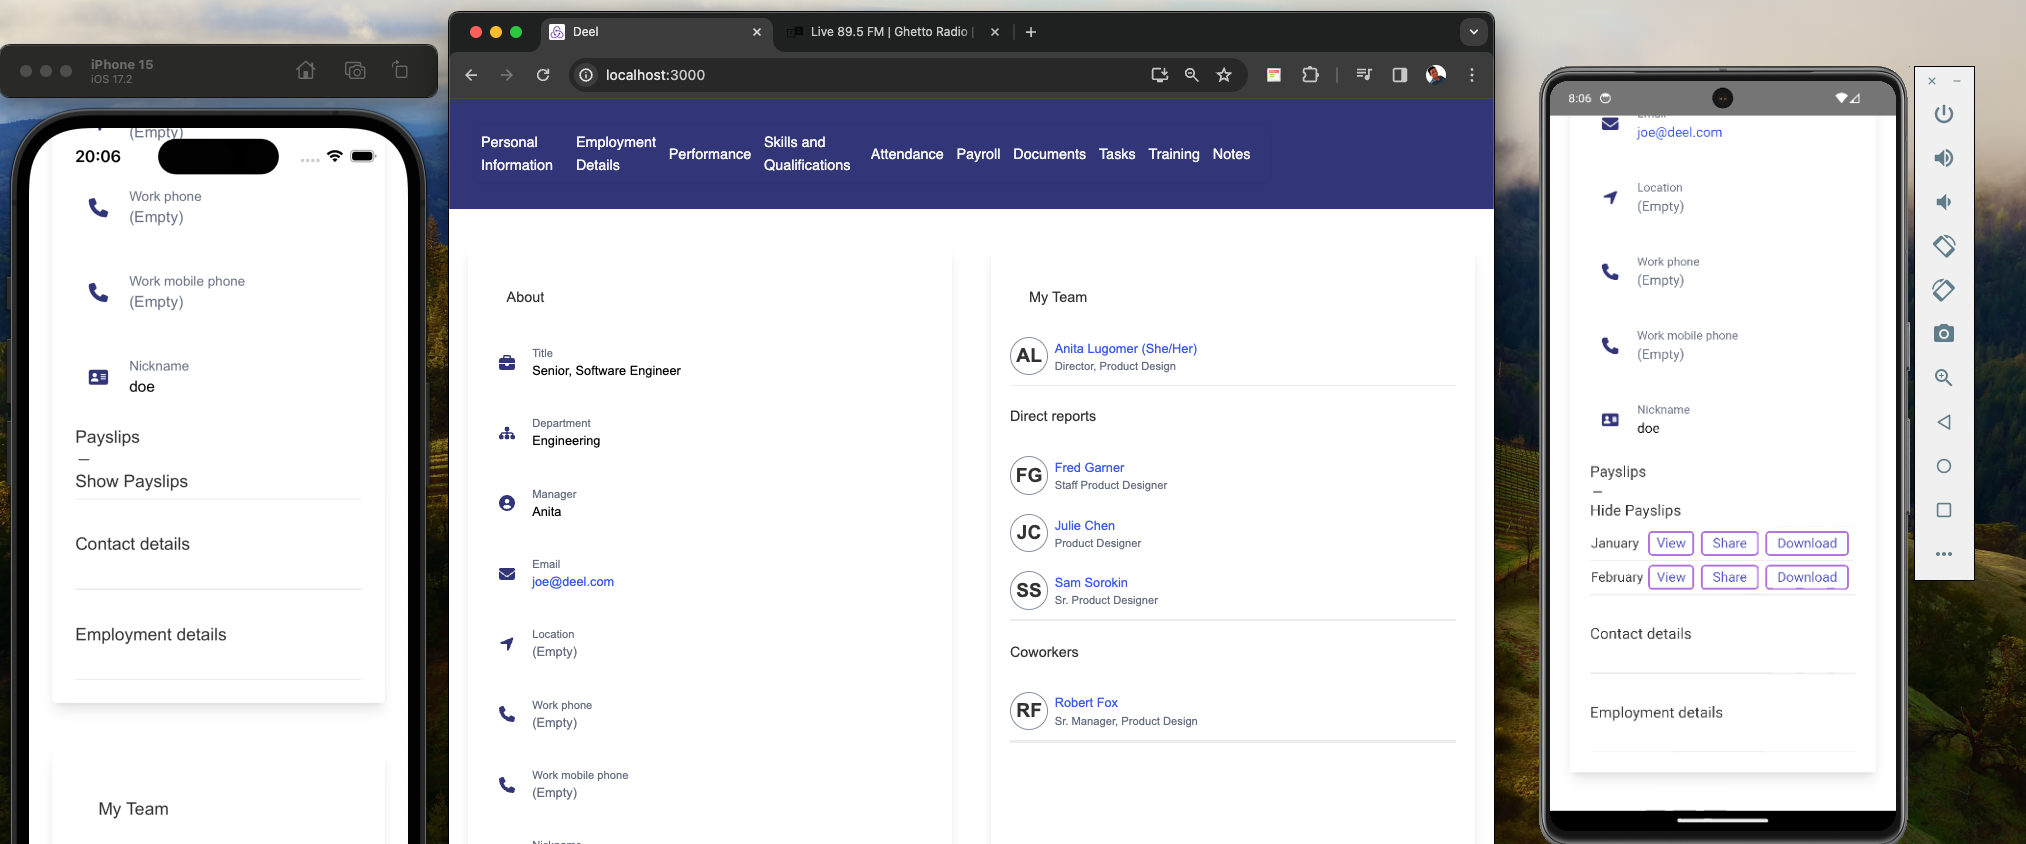 iPhone 15
iOS 17.2
(Empty)
20:06
Work phone
(Empty)
Work mobile phone
(Empty)
Nickname
doe
Payslips
Show Payslips
Contact details
Employment details
My Team
Deel
Live 89.5 FM | Ghetto Radio |
localhost:3000
Personal Information
Employment Details
Performance
Skills and Qualifications
Attendance
Payroll
Documents
Tasks
Training
Notes
About
Title
Senior, Software Engineer
Department
Engineering
Manager
Anita
Email
joe@deel.com
Location
(Empty)
Work phone
(Empty)
Work mobile phone
(Empty)
Nickname
My Team
AL
Anita Lugomer (She/Her)
Director, Product Design
Direct reports
FG
Fred Garner
Staff Product Designer
JC
Julie Chen
Product Designer
SS
Sam Sorokin
Sr. Product Designer
Coworkers
RF
Robert Fox
Sr. Manager, Product Design
8:06
Email
joe@deel.com
Location
(Empty)
Work phone
(Empty)
Work mobile phone
(Empty)
Nickname
doe
Payslips
Hide Payslips
January View Share Download
February View Share Download
Contact details
Employment details